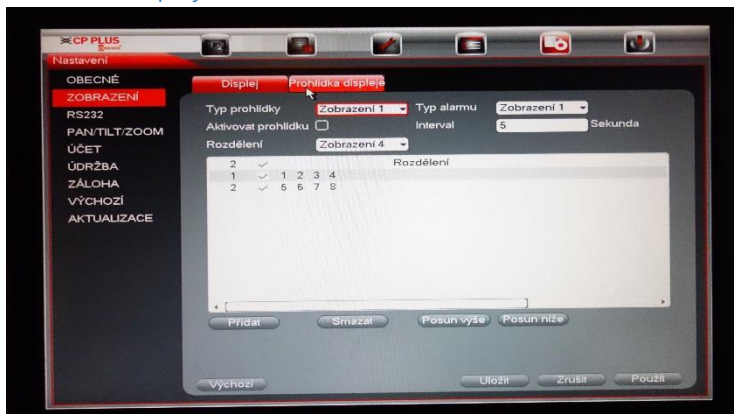 CP PLUS
Nastavení
OBECNÉ
ZOBRAZENÍ
RS232
PAN/TILT/ZOOM
ÚČET
ÚDRŽBA
ZÁLOHA
VÝCHOZÍ
AKTUALIZACE
Displej Prohlídka displeje
Typ prohlídky Zobrazení 1 Typ alarmu Zobrazení 1
Aktivovat prohlídku Interval 5 Sekunda
Rozdělení Zobrazení 4
2 Rozdělení
1 1 2 3 4
2 5 6 7 8
Přidat Smazat Posun výše Posun níže
Výchozí Uložit Zrušit Použít